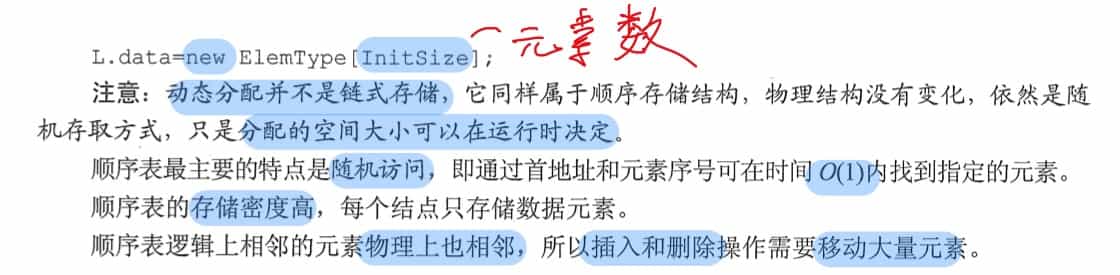 元素数
L.data=new ElemType[InitSize];
注意：动态分配并不是链式存储，它同样属于顺序存储结构，物理结构没有变化，依然是随
机存取方式，只是分配的空间大小可以在运行时决定。
顺序表最主要的特点是随机访问，即通过首地址和元素序号可在时间 O(1)内找到指定的元素。
顺序表的存储密度高，每个结点只存储数据元素。
顺序表逻辑上相邻的元素物理上也相邻，所以插入和删除操作需要移动大量元素。